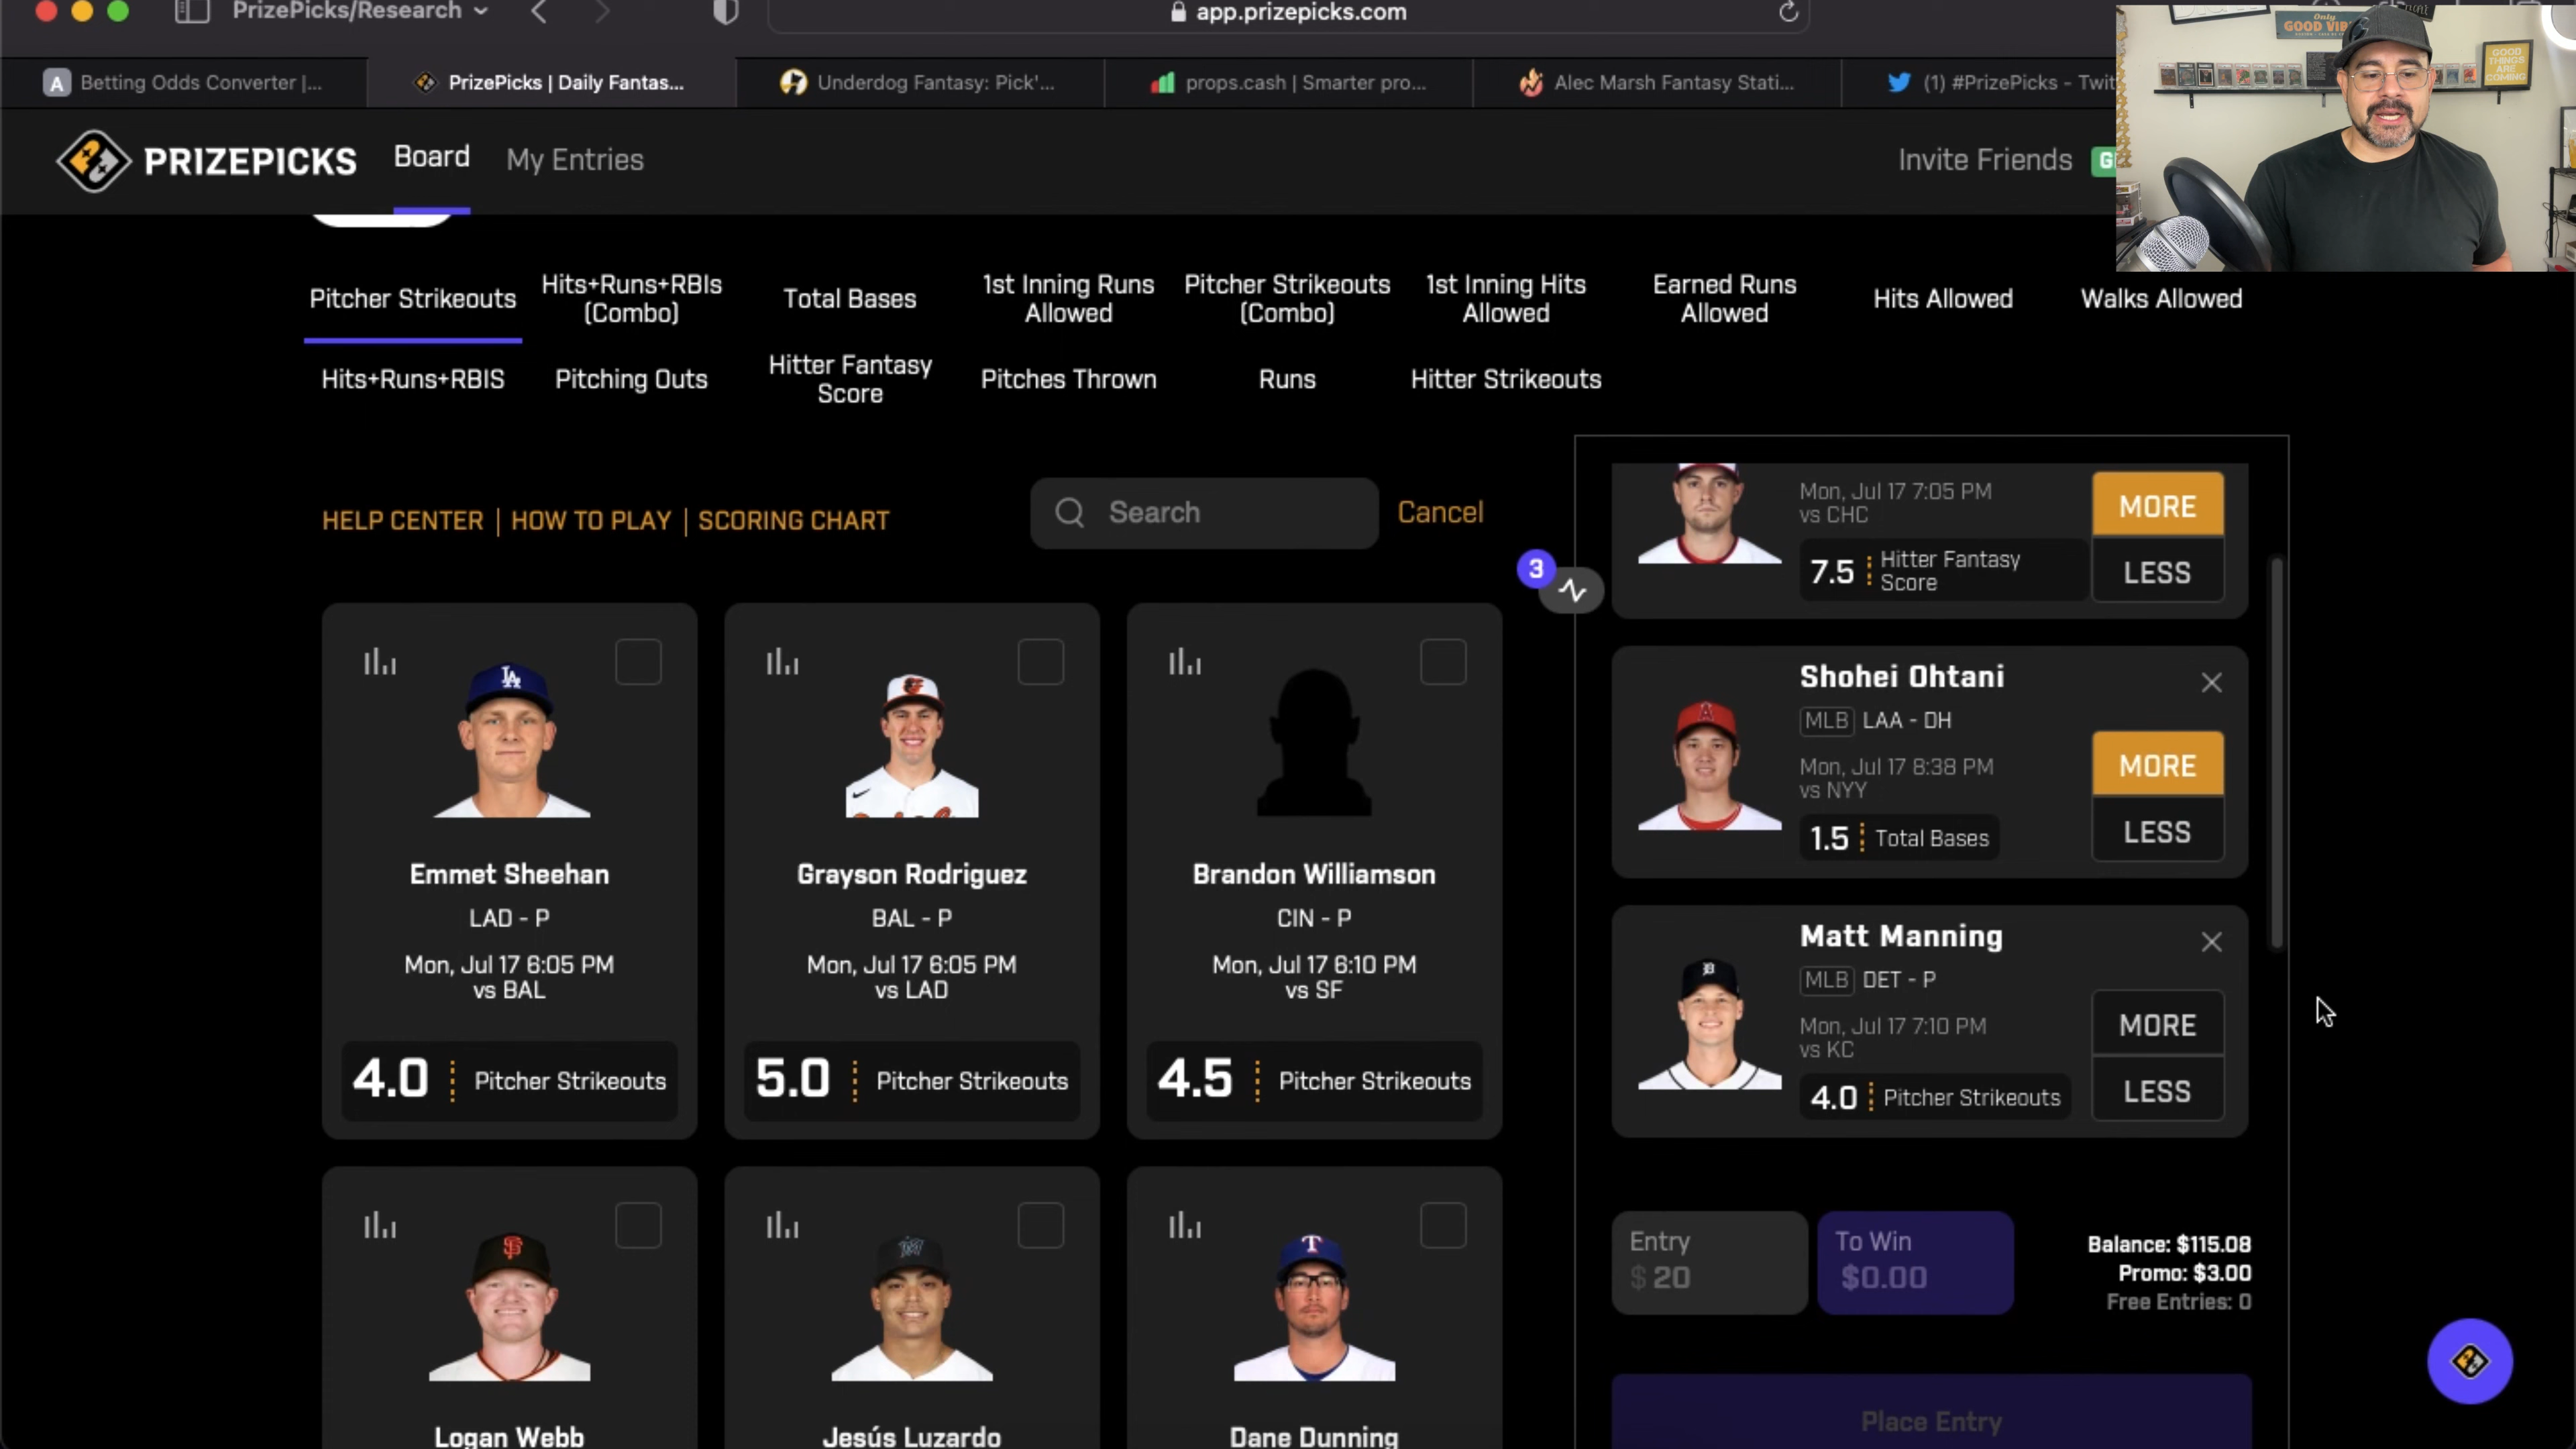 PrizePicks/Research
app.prizepicks.com
A Betting Odds Converter |...
PrizePicks | Daily Fantas...
Underdog Fantasy: Pick'...
props.cash | Smarter pro...
Alec Marsh Fantasy Stati...
(1) #PrizePicks - Twit
Only
GOOD VIB
GOOD
THINGS
ARE
COMING
PRIZEPICKS
Board
My Entries
Invite Friends
G
Pitcher Strikeouts
Hits+Runs+RBIs
(Combo)
Total Bases
1st Inning Runs
Allowed
Pitcher Strikeouts
(Combo)
1st Inning Hits
Allowed
Earned Runs
Allowed
Hits Allowed
Walks Allowed
Hits+Runs+RBIS
Pitching Outs
Hitter Fantasy
Score
Pitches Thrown
Runs
Hitter Strikeouts
HELP CENTER | HOW TO PLAY | SCORING CHART
Search
Cancel
3
Emmet Sheehan
LAD - P
Mon, Jul 17 6:05 PM
vs BAL
4.0 Pitcher Strikeouts
Grayson Rodriguez
BAL - P
Mon, Jul 17 6:05 PM
vs LAD
5.0 Pitcher Strikeouts
Brandon Williamson
CIN - P
Mon, Jul 17 6:10 PM
vs SF
4.5 Pitcher Strikeouts
Logan Webb
Jesús Luzardo
Dane Dunning
Mon, Jul 17 7:05 PM
vs CHC
7.5 Hitter Fantasy
Score
MORE
LESS
Shohei Ohtani
MLB LAA - DH
Mon, Jul 17 8:38 PM
vs NYY
1.5 Total Bases
MORE
LESS
Matt Manning
MLB DET - P
Mon, Jul 17 7:10 PM
vs KC
4.0 Pitcher Strikeouts
MORE
LESS
Entry
$ 20
To Win
$0.00
Balance: $115.08
Promo: $3.00
Free Entries: 0
Place Entry